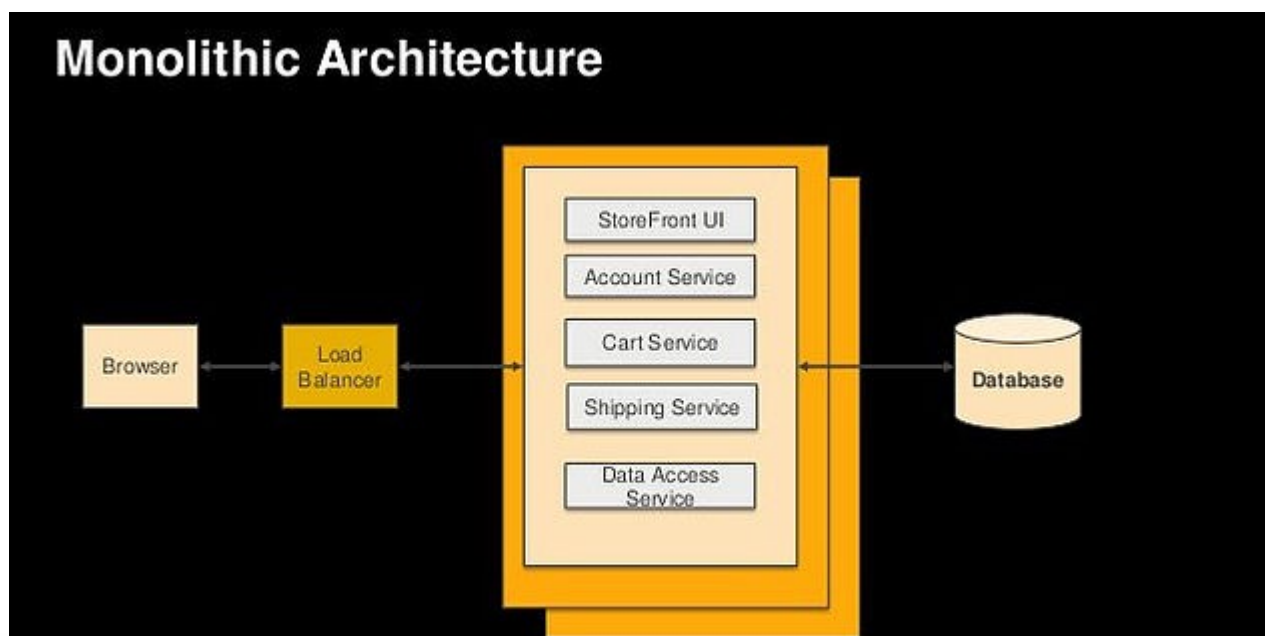 Monolithic Architecture
StoreFront UI
Account Service
Cart Service
Shipping Service
Data Access
Service
Browser
Load
Balancer
Database